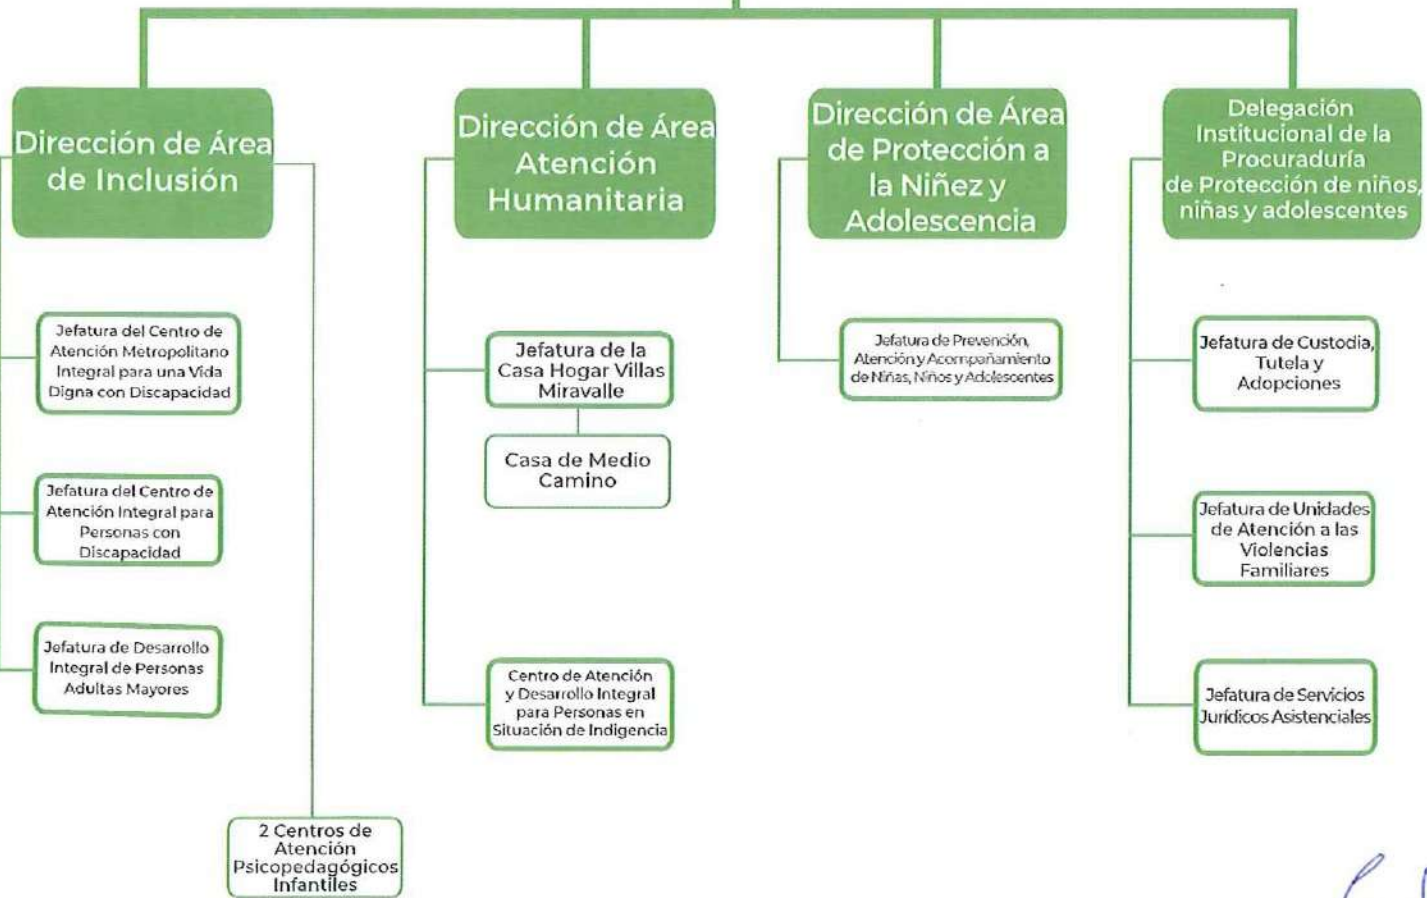 Dirección de Área
de Inclusión
Jefatura del Centro de
Atención Metropolitano
Integral para una Vida
Digna con Discapacidad
Jefatura del Centro de
Atención Integral para
Personas con
Discapacidad
Jefatura de Desarrollo
Integral de Personas
Adultas Mayores
2 Centros de
Atención
Psicopedagógicos
Infantiles
Dirección de Área
Atención
Humanitaria
Jefatura de la
Casa Hogar Villas
Miravalle
Casa de Medio
Camino
Centro de Atención
y Desarrollo Integral
para Personas en
Situación de Indigencia
Dirección de Área
de Protección a
la Niñez y
Adolescencia
Jefatura de Prevención,
Atención y Acompañamiento
de Niñas, Niños y Adolescentes
Delegación
Institucional de la
Procuraduría
de Protección de niños,
niñas y adolescentes
Jefatura de Custodia,
Tutela y
Adopciones
Jefatura de Unidades
de Atención a las
Violencias
Familiares
Jefatura de Servicios
Jurídicos Asistenciales